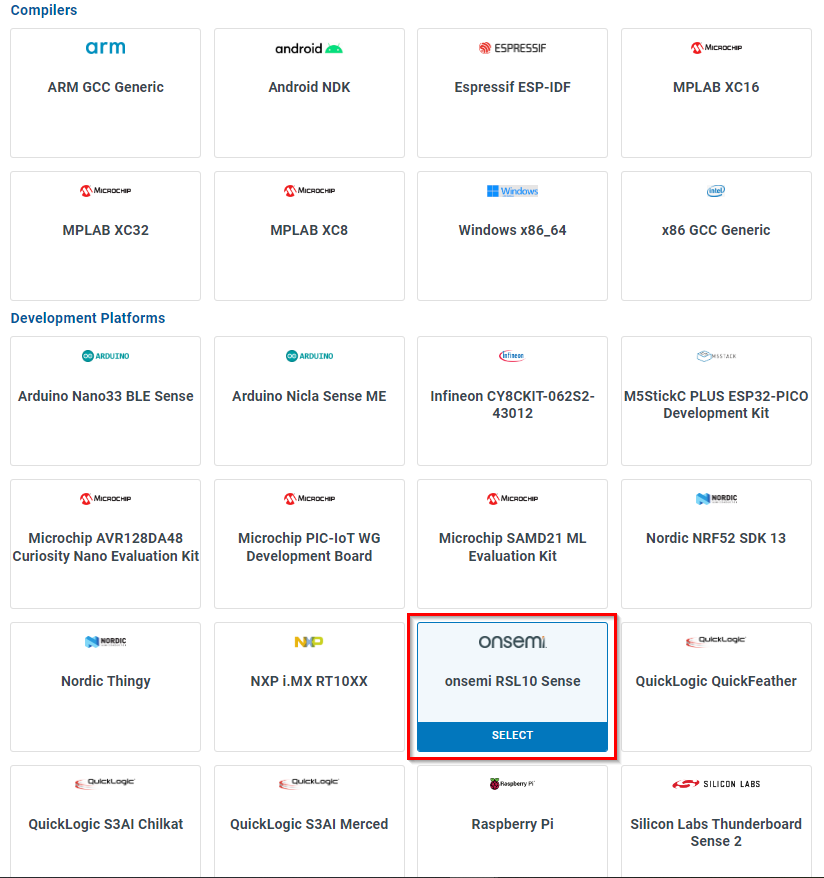 Compilers
arm
android
ESPRESSIF
MICROCHIP
ARM GCC Generic
Android NDK
Espressif ESP-IDF
MPLAB XC16
MICROCHIP
MICROCHIP
Windows
intel
MPLAB XC32
MPLAB XC8
Windows x86_64
x86 GCC Generic
Development Platforms
ARDUINO
ARDUINO
infineon
M5STACK
Arduino Nano33 BLE Sense
Arduino Nicla Sense ME
Infineon CY8CKIT-062S2-
43012
M5StickC PLUS ESP32-PICO
Development Kit
MICROCHIP
MICROCHIP
MICROCHIP
NORDIC
Microchip AVR128DA48
Curiosity Nano Evaluation Kit
Microchip PIC-IoT WG
Development Board
Microchip SAMD21 ML
Evaluation Kit
Nordic NRF52 SDK 13
NORDIC
NXP
onsemi
QuickLogic
Nordic Thingy
NXP i.MX RT10XX
onsemi RSL10 Sense
QuickLogic QuickFeather
SELECT
QuickLogic
QuickLogic
Raspberry Pi
SILICON LABS
QuickLogic S3AI Chilkat
QuickLogic S3AI Merced
Raspberry Pi
Silicon Labs Thunderboard
Sense 2